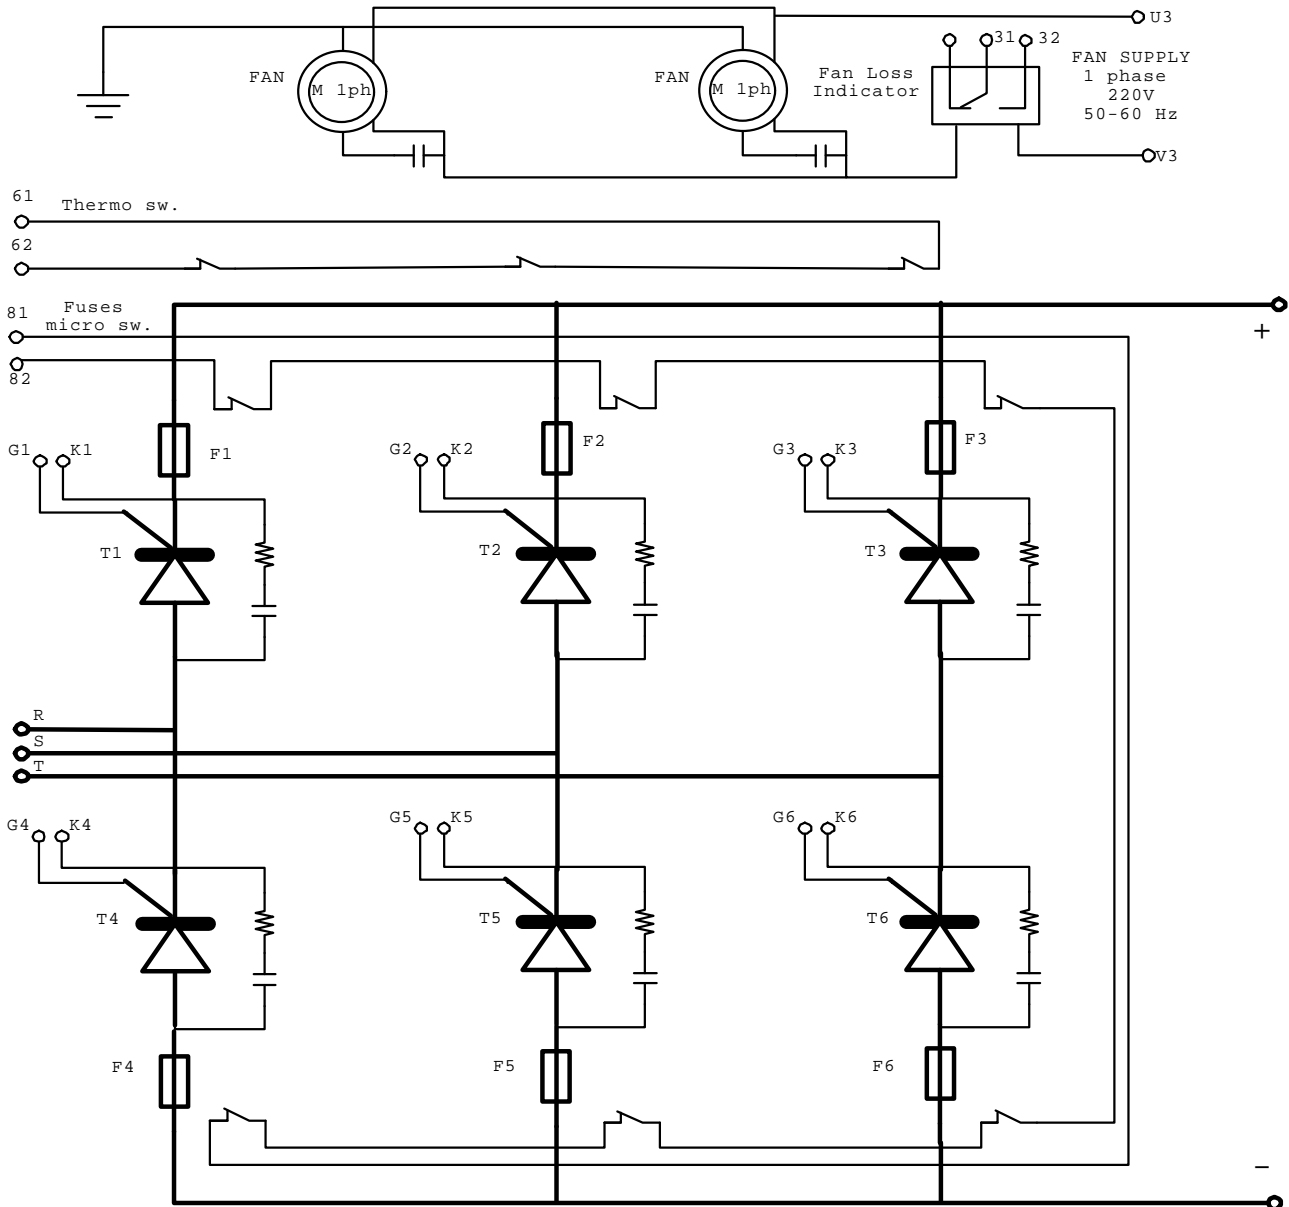 U3
31 32
FAN
M 1ph
FAN
M 1ph
Fan Loss
Indicator
FAN SUPPLY
1 phase
220V
50-60 Hz
V3
61
Thermo sw.
62
81
Fuses
micro sw.
82
+
G1 K1
F1
G2 K2
F2
G3 K3
F3
T1
T2
T3
R
S
T
G4 K4
G5 K5
G6 K6
T4
T5
T6
F4
F5
F6
−